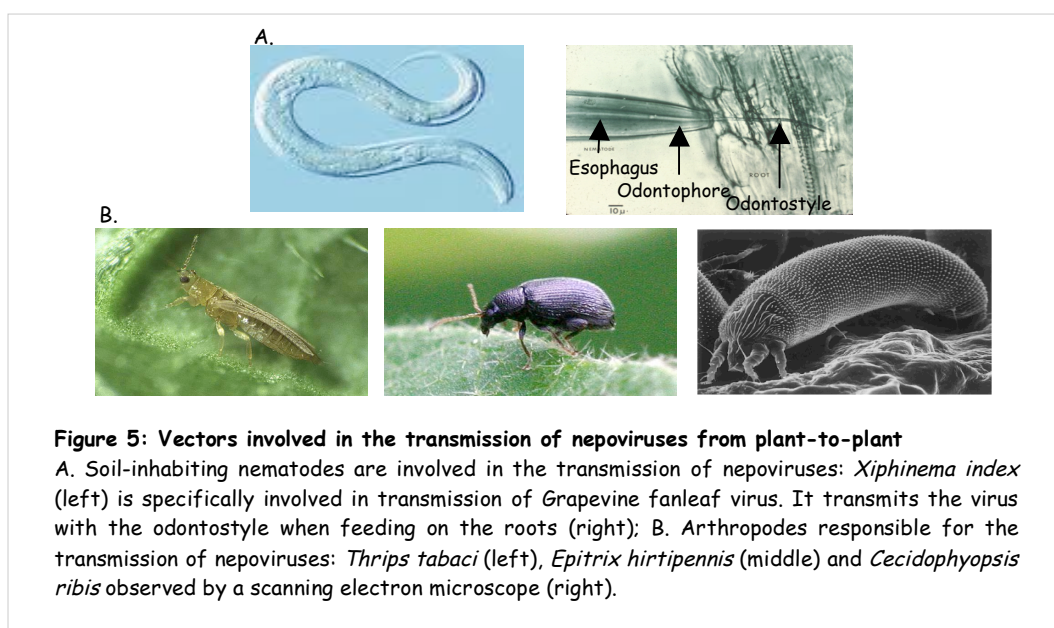 A.
NEMATODE
Esophagus
ROOT
Odontophore
Odontostyle
10µ
B.
Figure 5: Vectors involved in the transmission of nepoviruses from plant-to-plant
A. Soil-inhabiting nematodes are involved in the transmission of nepoviruses: Xiphinema index
(left) is specifically involved in transmission of Grapevine fanleaf virus. It transmits the virus
with the odontostyle when feeding on the roots (right); B. Arthropodes responsible for the
transmission of nepoviruses: Thrips tabaci (left), Epitrix hirtipennis (middle) and Cecidophyopsis
ribis observed by a scanning electron microscope (right).